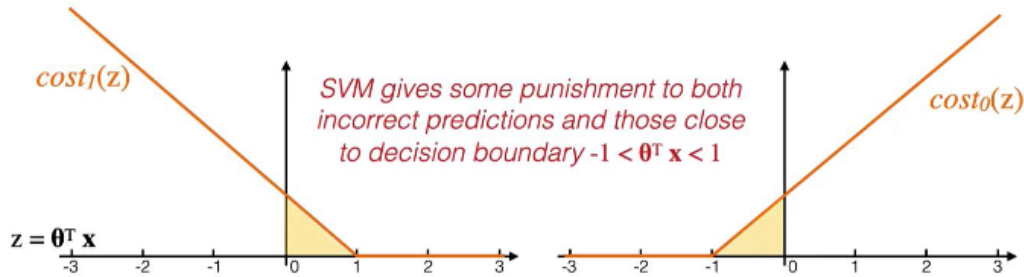 cost₁(z)
SVM gives some punishment to both
incorrect predictions and those close
to decision boundary -1 < θᵀ x < 1
cost₀(z)
z = θᵀ x
-3 -2 -1 0 1 2 3
-3 -2 -1 0 1 2 3